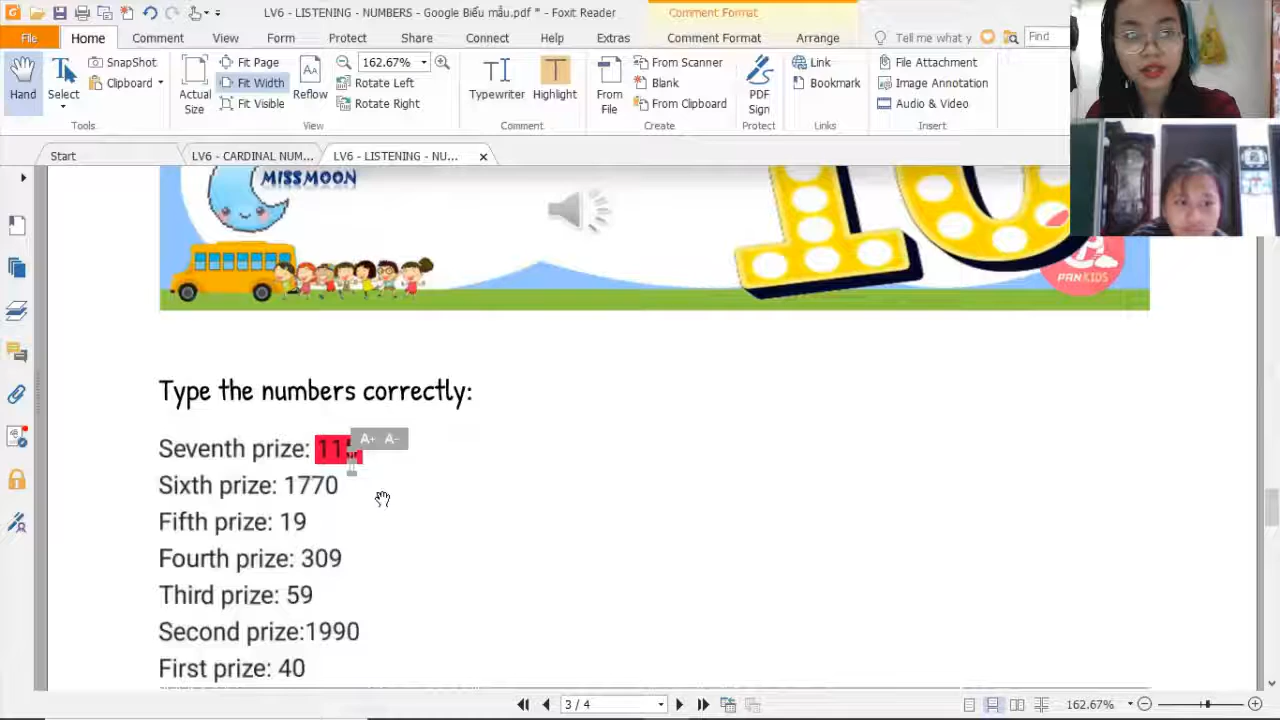 LV6 - LISTENING - NUMBERS - Google Biểu mẫu.pdf * - Foxit Reader
Comment Format
File
Home
Comment
View
Form
Protect
Share
Connect
Help
Extras
Comment Format
Arrange
Tell me what y
Find
Hand
Select
SnapShot
Clipboard
Tools
Actual Size
Fit Page
Fit Width
Fit Visible
Reflow
162.67%
Rotate Left
Rotate Right
View
Typewriter
Highlight
Comment
From File
From Scanner
Blank
From Clipboard
Create
PDF Sign
Protect
Link
Bookmark
Links
File Attachment
Image Annotation
Audio & Video
Insert
Start
LV6 - CARDINAL NUM...
LV6 - LISTENING - NU...
MISSMOON
10
PANKIDS
Type the numbers correctly:
A+ A-
Seventh prize: 11
Sixth prize: 1770
Fifth prize: 19
Fourth prize: 309
Third prize: 59
Second prize:1990
First prize: 40
3 / 4
162.67%